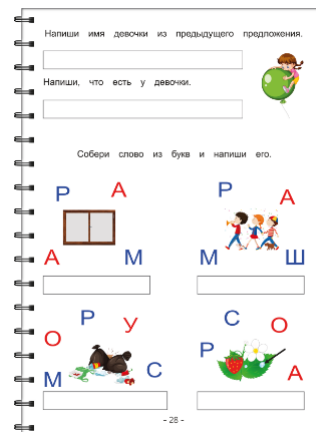 Напиши имя девочки из предыдущего предложения.
Напиши, что есть у девочки.
Собери слово из букв и напиши его.
Р А
А М
Р А
М Ш
О Р У
М С
С О
Р А
- 28 -